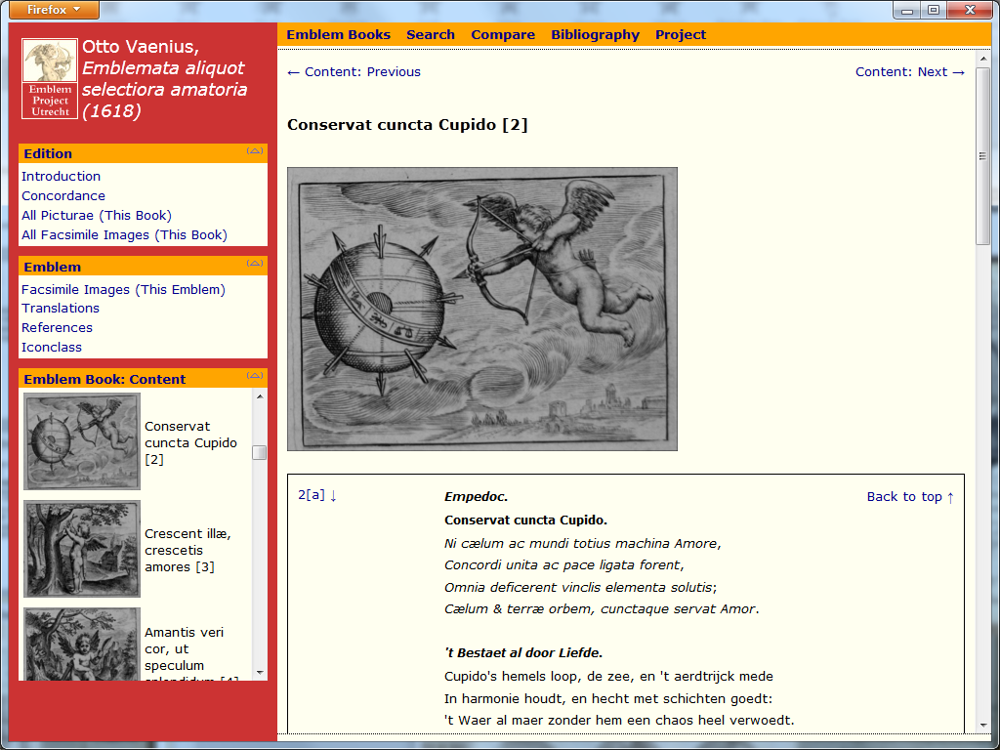 Firefox
Emblem Project Utrecht
Otto Vaenius,
Emblemata aliquot
selectiora amatoria
(1618)
Edition
Introduction
Concordance
All Picturae (This Book)
All Facsimile Images (This Book)
Emblem
Facsimile Images (This Emblem)
Translations
References
Iconclass
Emblem Book: Content
Conservat
cuncta Cupido
[2]
Crescent illæ,
crescetis
amores [3]
Amantis veri
cor, ut
speculum
splendidum [4]
Emblem Books Search Compare Bibliography Project
← Content: Previous
Content: Next →
Conservat cuncta Cupido [2]
2[a] ↓
Empedoc.
Back to top ↑
Conservat cuncta Cupido.
Ni cælum ac mundi totius machina Amore,
Concordi unita ac pace ligata forent,
Omnia deficerent vinclis elementa solutis;
Cælum & terræ orbem, cunctaque servat Amor.
't Bestaet al door Liefde.
Cupido's hemels loop, de zee, en 't aerdtrijck mede
In harmonie houdt, en hecht met schichten goedt:
't Waer al maer zonder hem een chaos heel verwoedt.